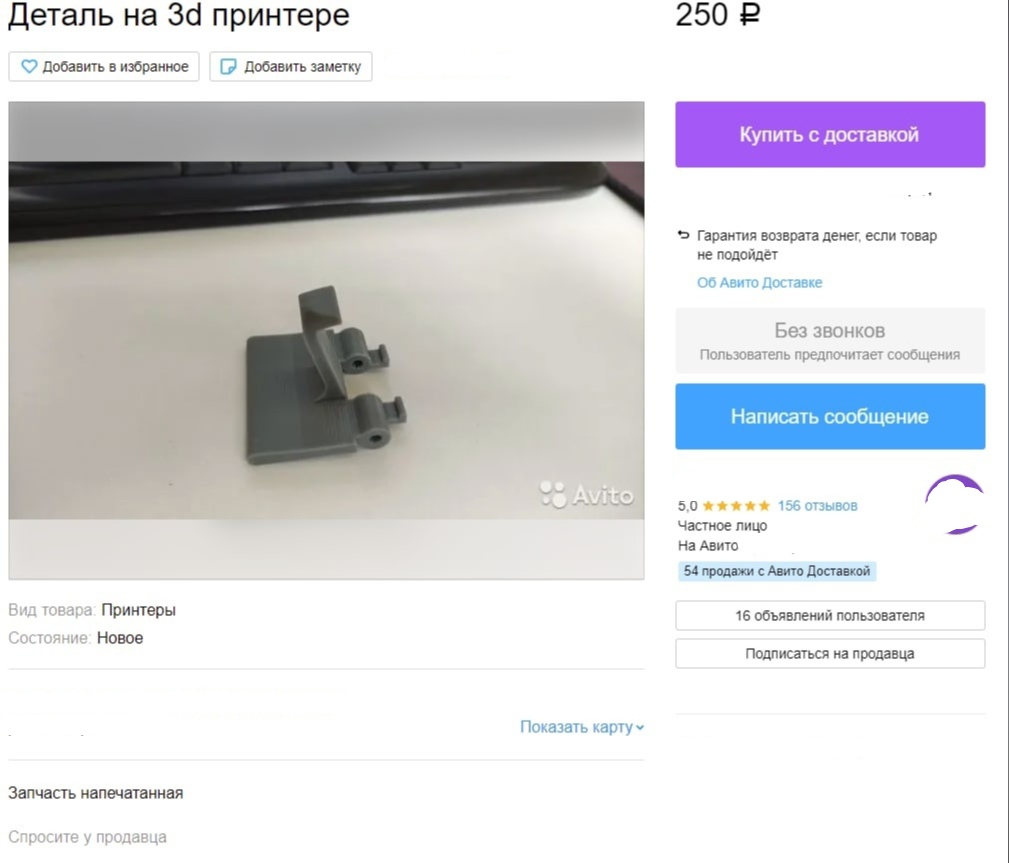 Деталь на 3d принтере
250 ₽
Добавить в избранное
Добавить заметку
Купить с доставкой
Гарантия возврата денег, если товар
не подойдёт
Об Авито Доставке
Без звонков
Пользователь предпочитает сообщения
Написать сообщение
Avito
5,0 ★★★★★ 156 отзывов
Частное лицо
На Авито
54 продажи с Авито Доставкой
16 объявлений пользователя
Подписаться на продавца
Вид товара: Принтеры
Состояние: Новое
Показать карту
Запчасть напечатанная
Спросите у продавца